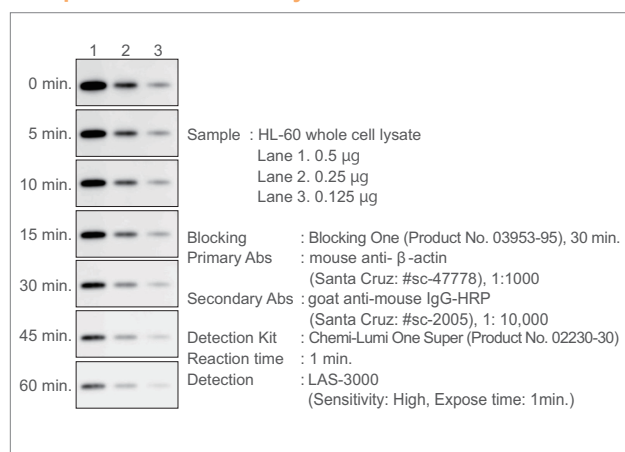 1 2 3
0 min.
5 min.
10 min.
15 min.
30 min.
45 min.
60 min.
Sample : HL-60 whole cell lysate
Lane 1. 0.5 µg
Lane 2. 0.25 µg
Lane 3. 0.125 µg
Blocking : Blocking One (Product No. 03953-95), 30 min.
Primary Abs : mouse anti- β -actin
(Santa Cruz: #sc-47778), 1:1000
Secondary Abs : goat anti-mouse IgG-HRP
(Santa Cruz: #sc-2005), 1: 10,000
Detection Kit : Chemi-Lumi One Super (Product No. 02230-30)
Reaction time : 1 min.
Detection : LAS-3000
(Sensitivity: High, Expose time: 1min.)